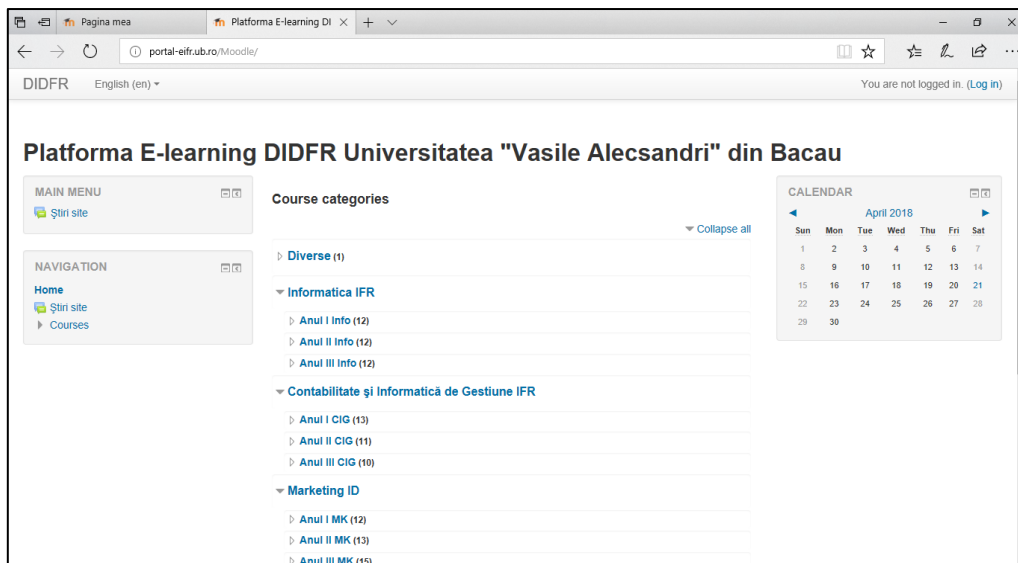 Pagina mea
Platforma E-learning DI
portal-eifr.ub.ro/Moodle/
DIDFR English (en)
You are not logged in. (Log in)
Platforma E-learning DIDFR Universitatea "Vasile Alecsandri" din Bacau
MAIN MENU
Știri site
NAVIGATION
Home
Știri site
Courses
Course categories
Collapse all
Diverse (1)
Informatica IFR
Anul I Info (12)
Anul II Info (12)
Anul III Info (12)
Contabilitate şi Informatică de Gestiune IFR
Anul I CIG (13)
Anul II CIG (11)
Anul III CIG (10)
Marketing ID
Anul I MK (12)
Anul II MK (13)
Anul III MK (15)
CALENDAR
April 2018
Sun Mon Tue Wed Thu Fri Sat
1 2 3 4 5 6 7
8 9 10 11 12 13 14
15 16 17 18 19 20 21
22 23 24 25 26 27 28
29 30